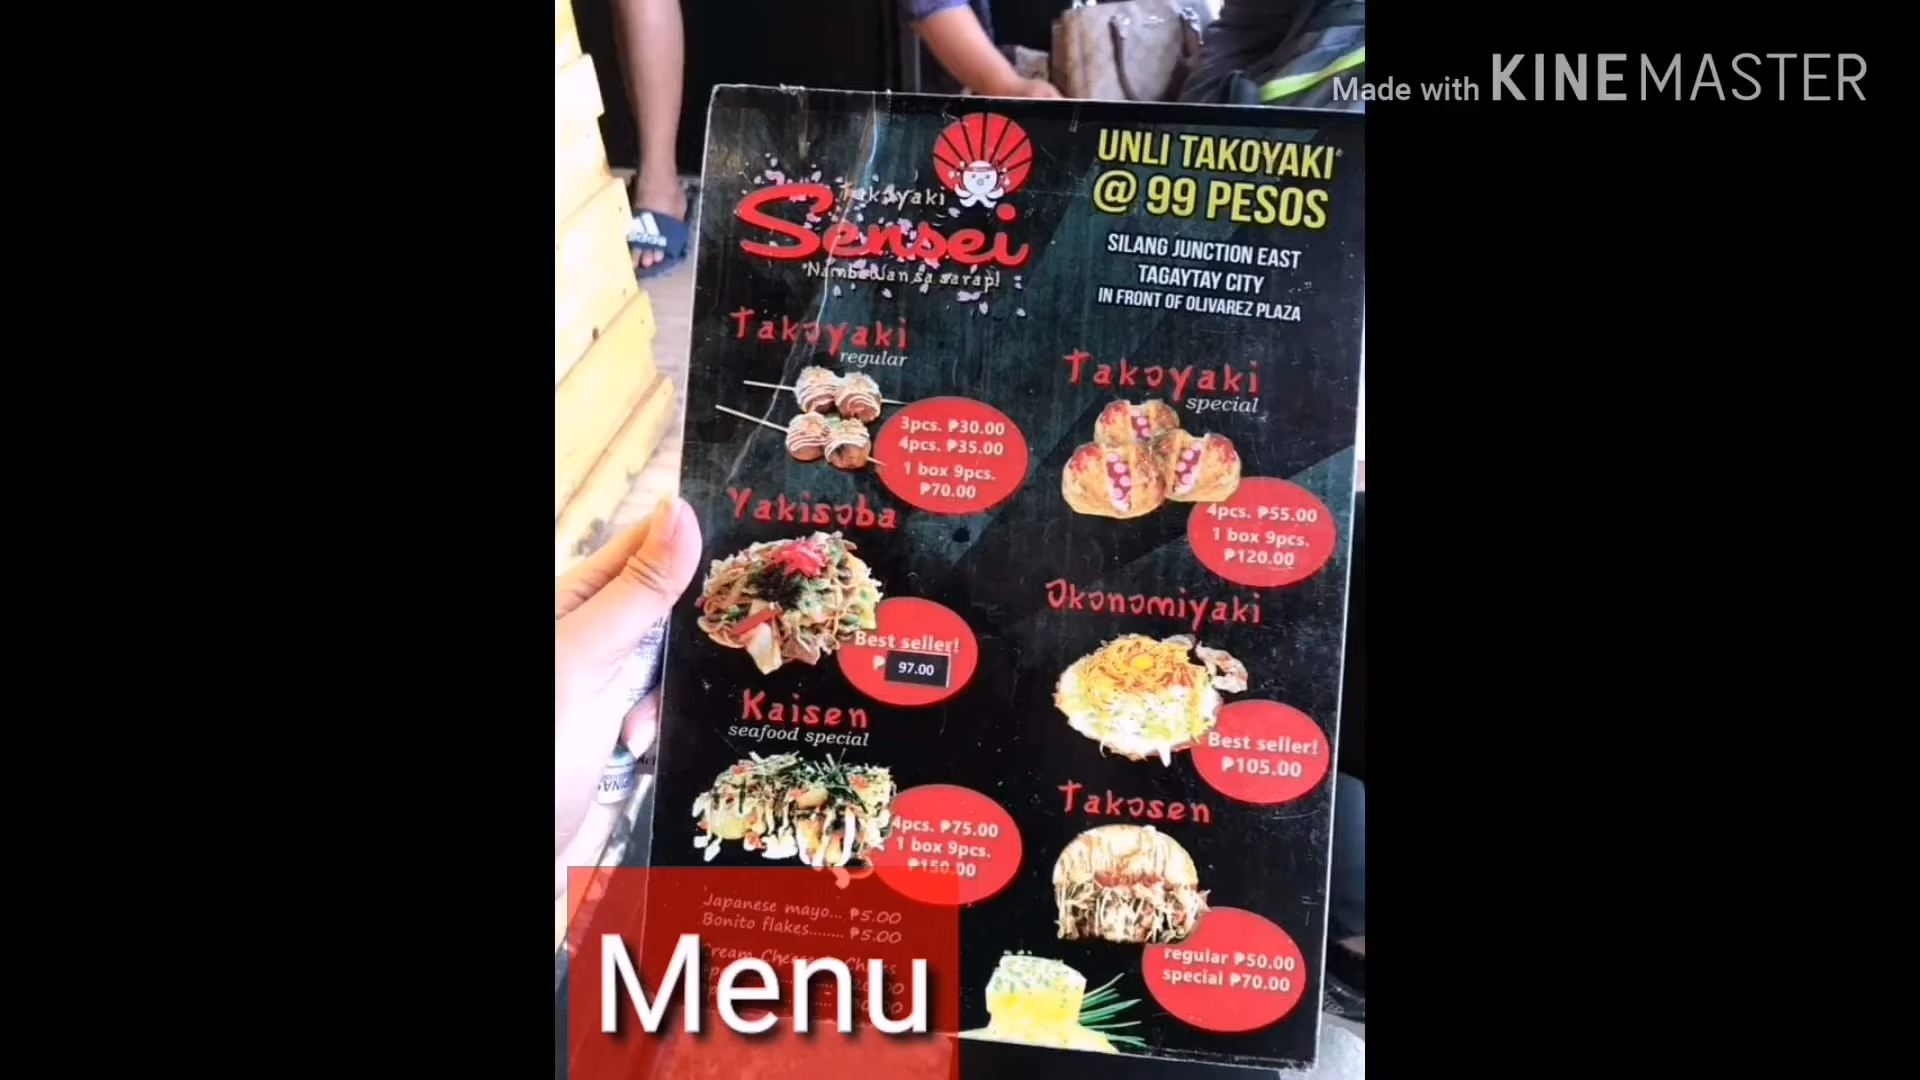 Made with KINEMASTER
Takoyaki
Sensei
UNLI TAKOYAKI
@ 99 PESOS
SILANG JUNCTION EAST
TAGAYTAY CITY
IN FRONT OF OLIVAREZ PLAZA
Takoyaki
regular
3pcs. ₱30.00
4pcs. ₱35.00
1 box 9pcs.
₱70.00
Takoyaki
special
4pcs. ₱55.00
1 box 9pcs.
₱120.00
Yakisoba
Best seller!
₱ 97.00
Okonomiyaki
Best seller!
₱105.00
Kaisen
seafood special
4pcs. ₱75.00
1 box 9pcs.
₱150.00
Takosen
regular ₱50.00
special ₱70.00
Japanese mayo... ₱5.00
Bonito flakes........ ₱5.00
Menu
adidas